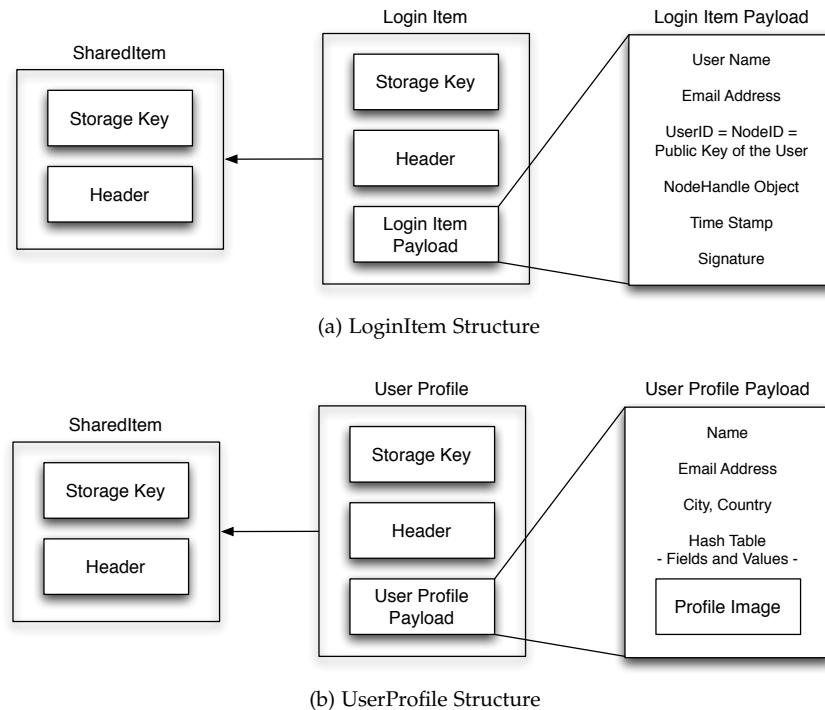 SharedItem
Storage Key
Header
Login Item
Storage Key
Header
Login Item
Payload
Login Item Payload
User Name
Email Address
UserID = NodeID =
Public Key of the User
NodeHandle Object
Time Stamp
Signature
(a) LoginItem Structure
SharedItem
Storage Key
Header
User Profile
Storage Key
Header
User Profile
Payload
User Profile Payload
Name
Email Address
City, Country
Hash Table
- Fields and Values -
Profile Image
(b) UserProfile Structure